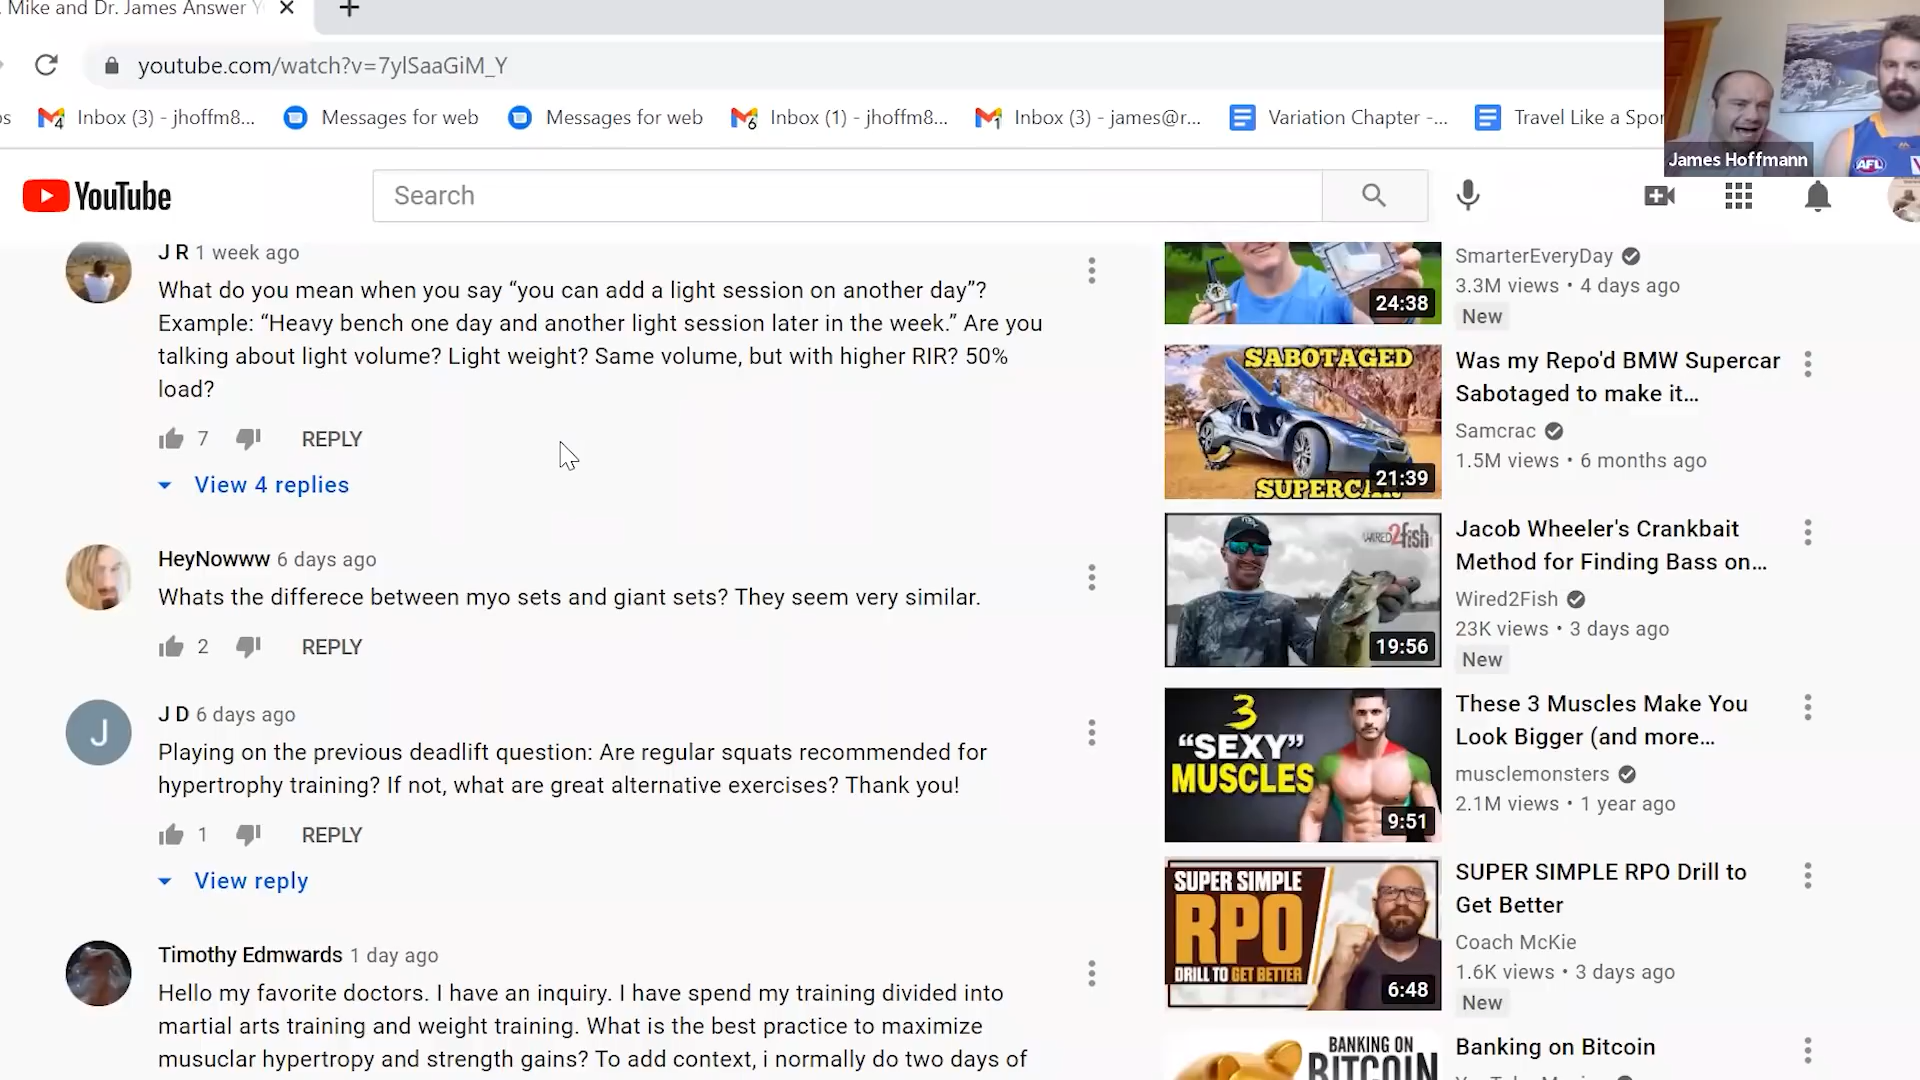 Mike and Dr. James Answer Y
youtube.com/watch?v=7ylSaaGiM_Y
Inbox (3) - jhoffm8...
Messages for web
Messages for web
Inbox (1) - jhoffm8...
Inbox (3) - james@r...
Variation Chapter -...
Travel Like a Spor
James Hoffmann
AFL
YouTube
Search
J R 1 week ago
What do you mean when you say “you can add a light session on another day”?
Example: “Heavy bench one day and another light session later in the week.” Are you
talking about light volume? Light weight? Same volume, but with higher RIR? 50%
load?
7 REPLY
View 4 replies
HeyNowww 6 days ago
Whats the differece between myo sets and giant sets? They seem very similar.
2 REPLY
J
J D 6 days ago
Playing on the previous deadlift question: Are regular squats recommended for
hypertrophy training? If not, what are great alternative exercises? Thank you!
1 REPLY
View reply
Timothy Edmwards 1 day ago
Hello my favorite doctors. I have an inquiry. I have spend my training divided into
martial arts training and weight training. What is the best practice to maximize
musuclar hypertropy and strength gains? To add context, i normally do two days of
24:38
SmarterEveryDay
3.3M views • 4 days ago
New
SABOTAGED
SUPERCAR
21:39
Was my Repo'd BMW Supercar
Sabotaged to make it...
Samcrac
1.5M views • 6 months ago
WIRED2fish
19:56
Jacob Wheeler's Crankbait
Method for Finding Bass on...
Wired2Fish
23K views • 3 days ago
New
3
“SEXY”
MUSCLES
9:51
These 3 Muscles Make You
Look Bigger (and more...
musclemonsters
2.1M views • 1 year ago
SUPER SIMPLE
RPO
DRILL TO GET BETTER
6:48
SUPER SIMPLE RPO Drill to
Get Better
Coach McKie
1.6K views • 3 days ago
New
BANKING ON
BITCOIN
Banking on Bitcoin